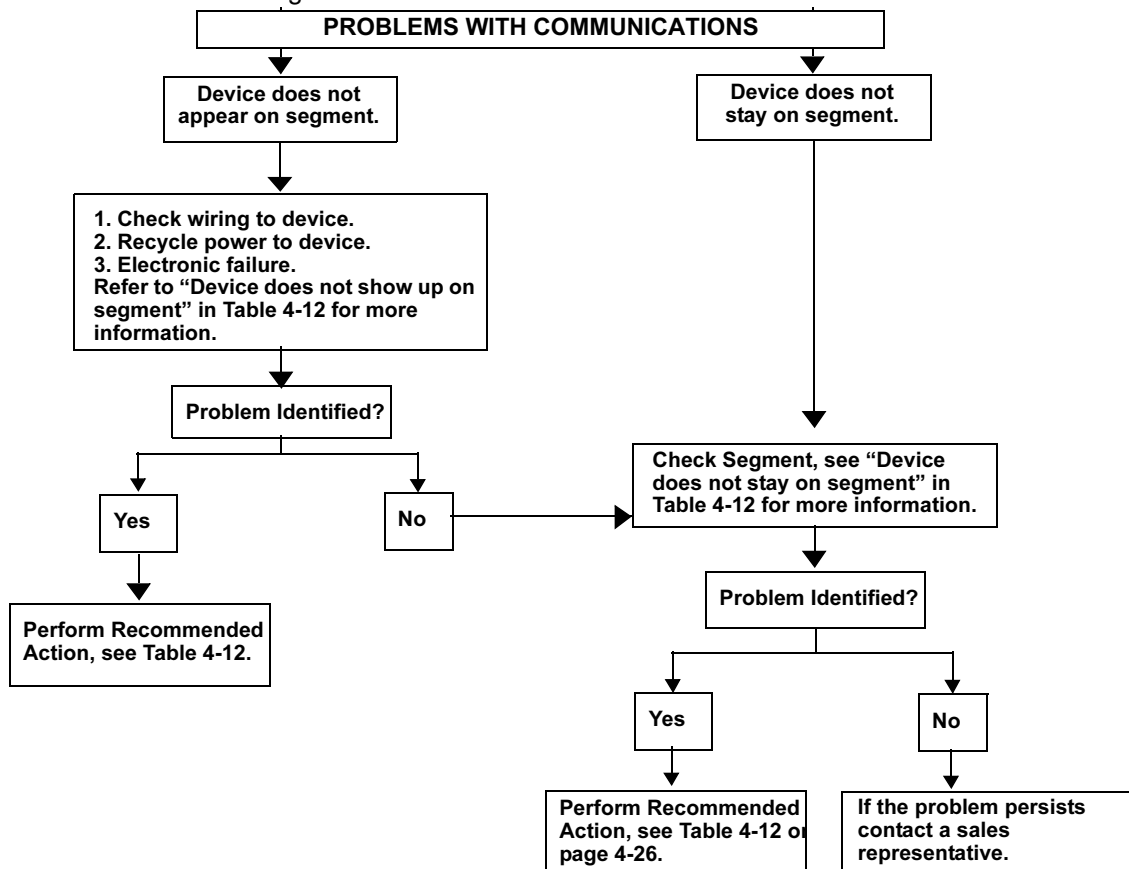 PROBLEMS WITH COMMUNICATIONS
Device does not
appear on segment.
Device does not
stay on segment.
1. Check wiring to device.
2. Recycle power to device.
3. Electronic failure.
Refer to “Device does not show up on
segment” in Table 4-12 for more
information.
Problem Identified?
Yes
No
Perform Recommended
Action, see Table 4-12.
Check Segment, see “Device
does not stay on segment” in
Table 4-12 for more information.
Problem Identified?
Yes
No
Perform Recommended
Action, see Table 4-12 on
page 4-26.
If the problem persists
contact a sales
representative.